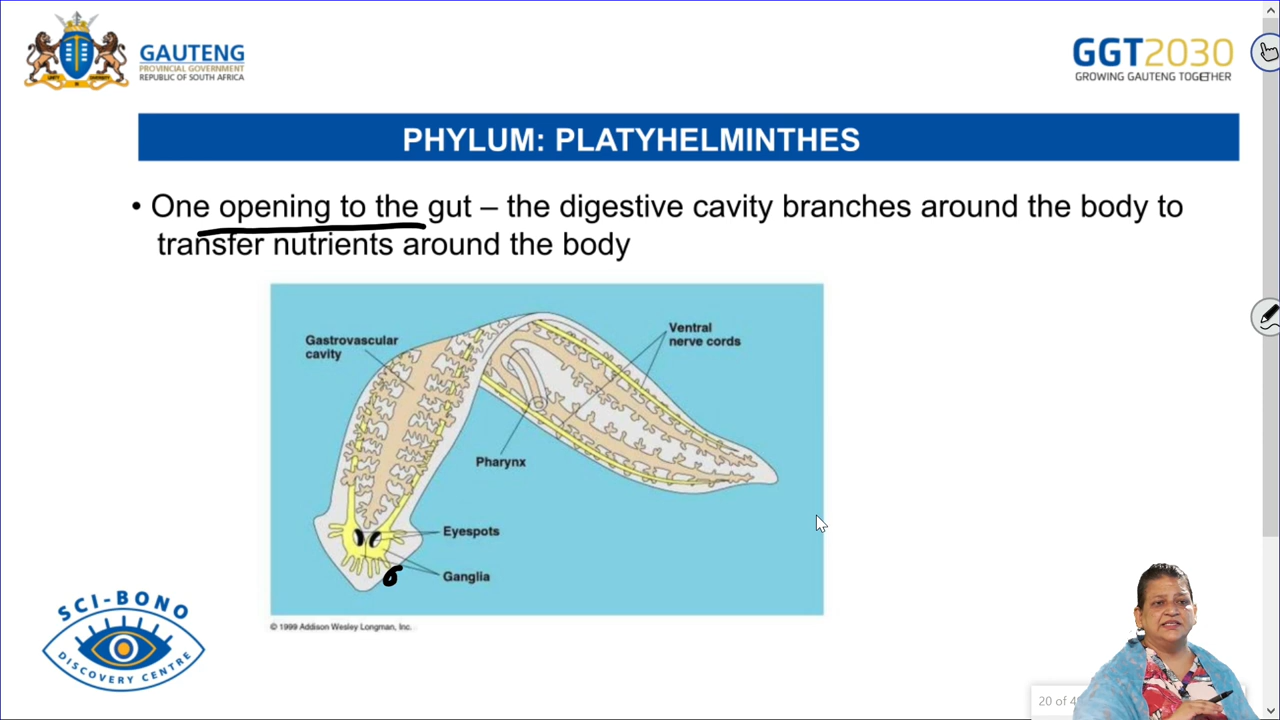 GAUTENG
PROVINCIAL GOVERNMENT
REPUBLIC OF SOUTH AFRICA
GGT2030
GROWING GAUTENG TOGETHER
PHYLUM: PLATYHELMINTHES
• One opening to the gut – the digestive cavity branches around the body to
transfer nutrients around the body
Gastrovascular
cavity
Ventral
nerve cords
Pharynx
Eyespots
Ganglia
© 1999 Addison Wesley Longman, Inc.
SCI-BONO
DISCOVERY CENTRE
20 of